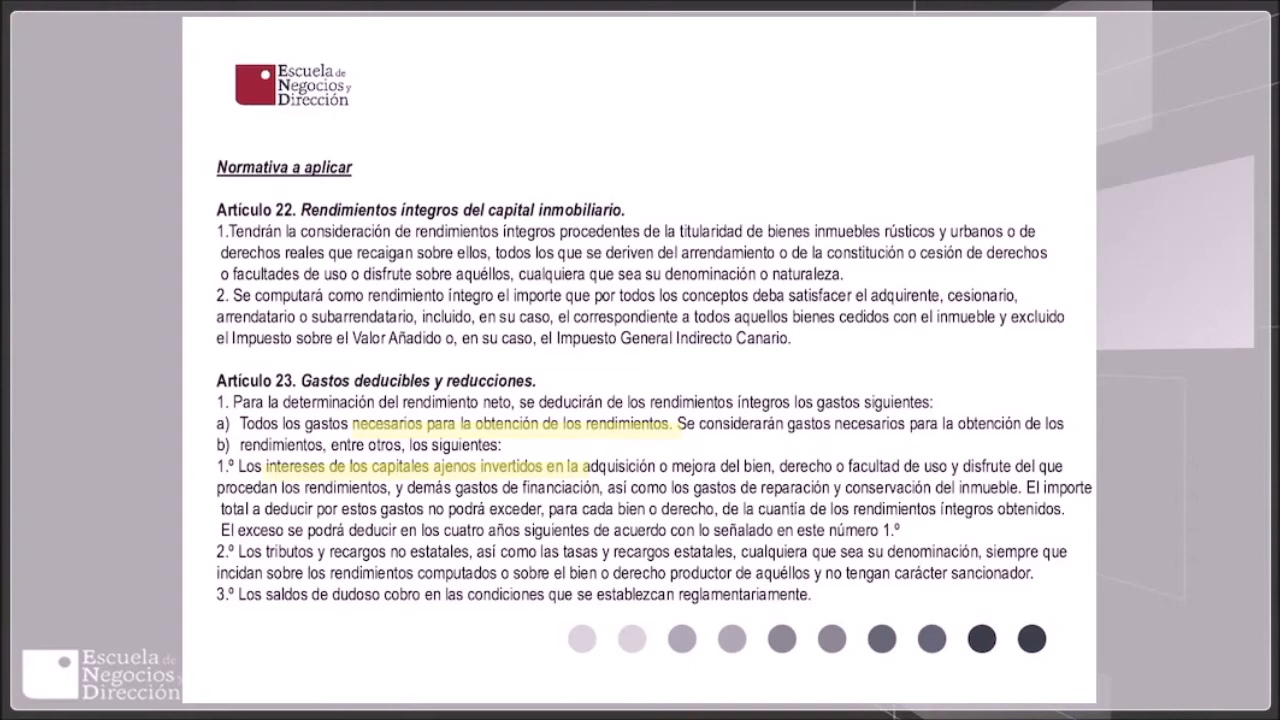 Escuela de
Negocios y
Dirección
Normativa a aplicar
Artículo 22. Rendimientos íntegros del capital inmobiliario.
1.Tendrán la consideración de rendimientos íntegros procedentes de la titularidad de bienes inmuebles rústicos y urbanos o de
derechos reales que recaigan sobre ellos, todos los que se deriven del arrendamiento o de la constitución o cesión de derechos
o facultades de uso o disfrute sobre aquéllos, cualquiera que sea su denominación o naturaleza.
2. Se computará como rendimiento íntegro el importe que por todos los conceptos deba satisfacer el adquirente, cesionario,
arrendatario o subarrendatario, incluido, en su caso, el correspondiente a todos aquellos bienes cedidos con el inmueble y excluido
el Impuesto sobre el Valor Añadido o, en su caso, el Impuesto General Indirecto Canario.
Artículo 23. Gastos deducibles y reducciones.
1. Para la determinación del rendimiento neto, se deducirán de los rendimientos íntegros los gastos siguientes:
a) Todos los gastos necesarios para la obtención de los rendimientos. Se considerarán gastos necesarios para la obtención de los
b) rendimientos, entre otros, los siguientes:
1.º Los intereses de los capitales ajenos invertidos en la adquisición o mejora del bien, derecho o facultad de uso y disfrute del que
procedan los rendimientos, y demás gastos de financiación, así como los gastos de reparación y conservación del inmueble. El importe
total a deducir por estos gastos no podrá exceder, para cada bien o derecho, de la cuantía de los rendimientos íntegros obtenidos.
El exceso se podrá deducir en los cuatro años siguientes de acuerdo con lo señalado en este número 1.º
2.º Los tributos y recargos no estatales, así como las tasas y recargos estatales, cualquiera que sea su denominación, siempre que
incidan sobre los rendimientos computados o sobre el bien o derecho productor de aquéllos y no tengan carácter sancionador.
3.º Los saldos de dudoso cobro en las condiciones que se establezcan reglamentariamente.
Escuela de
Negocios y
Dirección